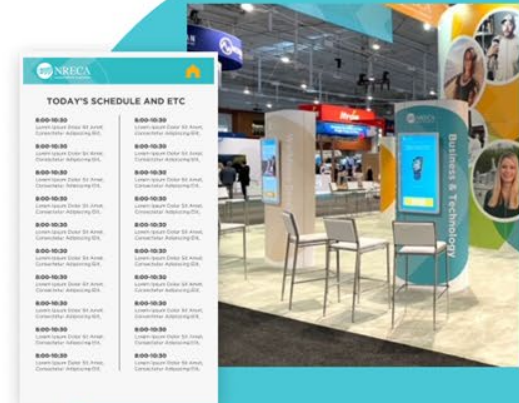 NRECA
TODAY'S SCHEDULE AND ETC
8:00-10:30
Lorem Ipsum Dolor Sit Amet,
Consectetur Adipiscing Elit,
8:00-10:30
Lorem Ipsum Dolor Sit Amet,
Consectetur Adipiscing Elit,
8:00-10:30
Lorem Ipsum Dolor Sit Amet,
Consectetur Adipiscing Elit,
8:00-10:30
Lorem Ipsum Dolor Sit Amet,
Consectetur Adipiscing Elit,
8:00-10:30
Lorem Ipsum Dolor Sit Amet,
Consectetur Adipiscing Elit,
8:00-10:30
Lorem Ipsum Dolor Sit Amet,
Consectetur Adipiscing Elit,
8:00-10:30
Lorem Ipsum Dolor Sit Amet,
Consectetur Adipiscing Elit,
8:00-10:30
Lorem Ipsum Dolor Sit Amet,
Consectetur Adipiscing Elit,
8:00-10:30
Lorem Ipsum Dolor Sit Amet,
Consectetur Adipiscing Elit,
8:00-10:30
Lorem Ipsum Dolor Sit Amet,
Consectetur Adipiscing Elit,
8:00-10:30
Lorem Ipsum Dolor Sit Amet,
Consectetur Adipiscing Elit,
8:00-10:30
Lorem Ipsum Dolor Sit Amet,
Consectetur Adipiscing Elit,
8:00-10:30
Lorem Ipsum Dolor Sit Amet,
Consectetur Adipiscing Elit,
8:00-10:30
Lorem Ipsum Dolor Sit Amet,
Consectetur Adipiscing Elit,
8:00-10:30
Lorem Ipsum Dolor Sit Amet,
Consectetur Adipiscing Elit,
8:00-10:30
Lorem Ipsum Dolor Sit Amet,
Consectetur Adipiscing Elit,
8:00-10:30
Lorem Ipsum Dolor Sit Amet,
Consectetur Adipiscing Elit,
8:00-10:30
Lorem Ipsum Dolor Sit Amet,
Consectetur Adipiscing Elit,
8:00-10:30
Lorem Ipsum Dolor Sit Amet,
Consectetur Adipiscing Elit,
8:00-10:30
Lorem Ipsum Dolor Sit Amet,
Consectetur Adipiscing Elit,
NRECA
Business & Technology